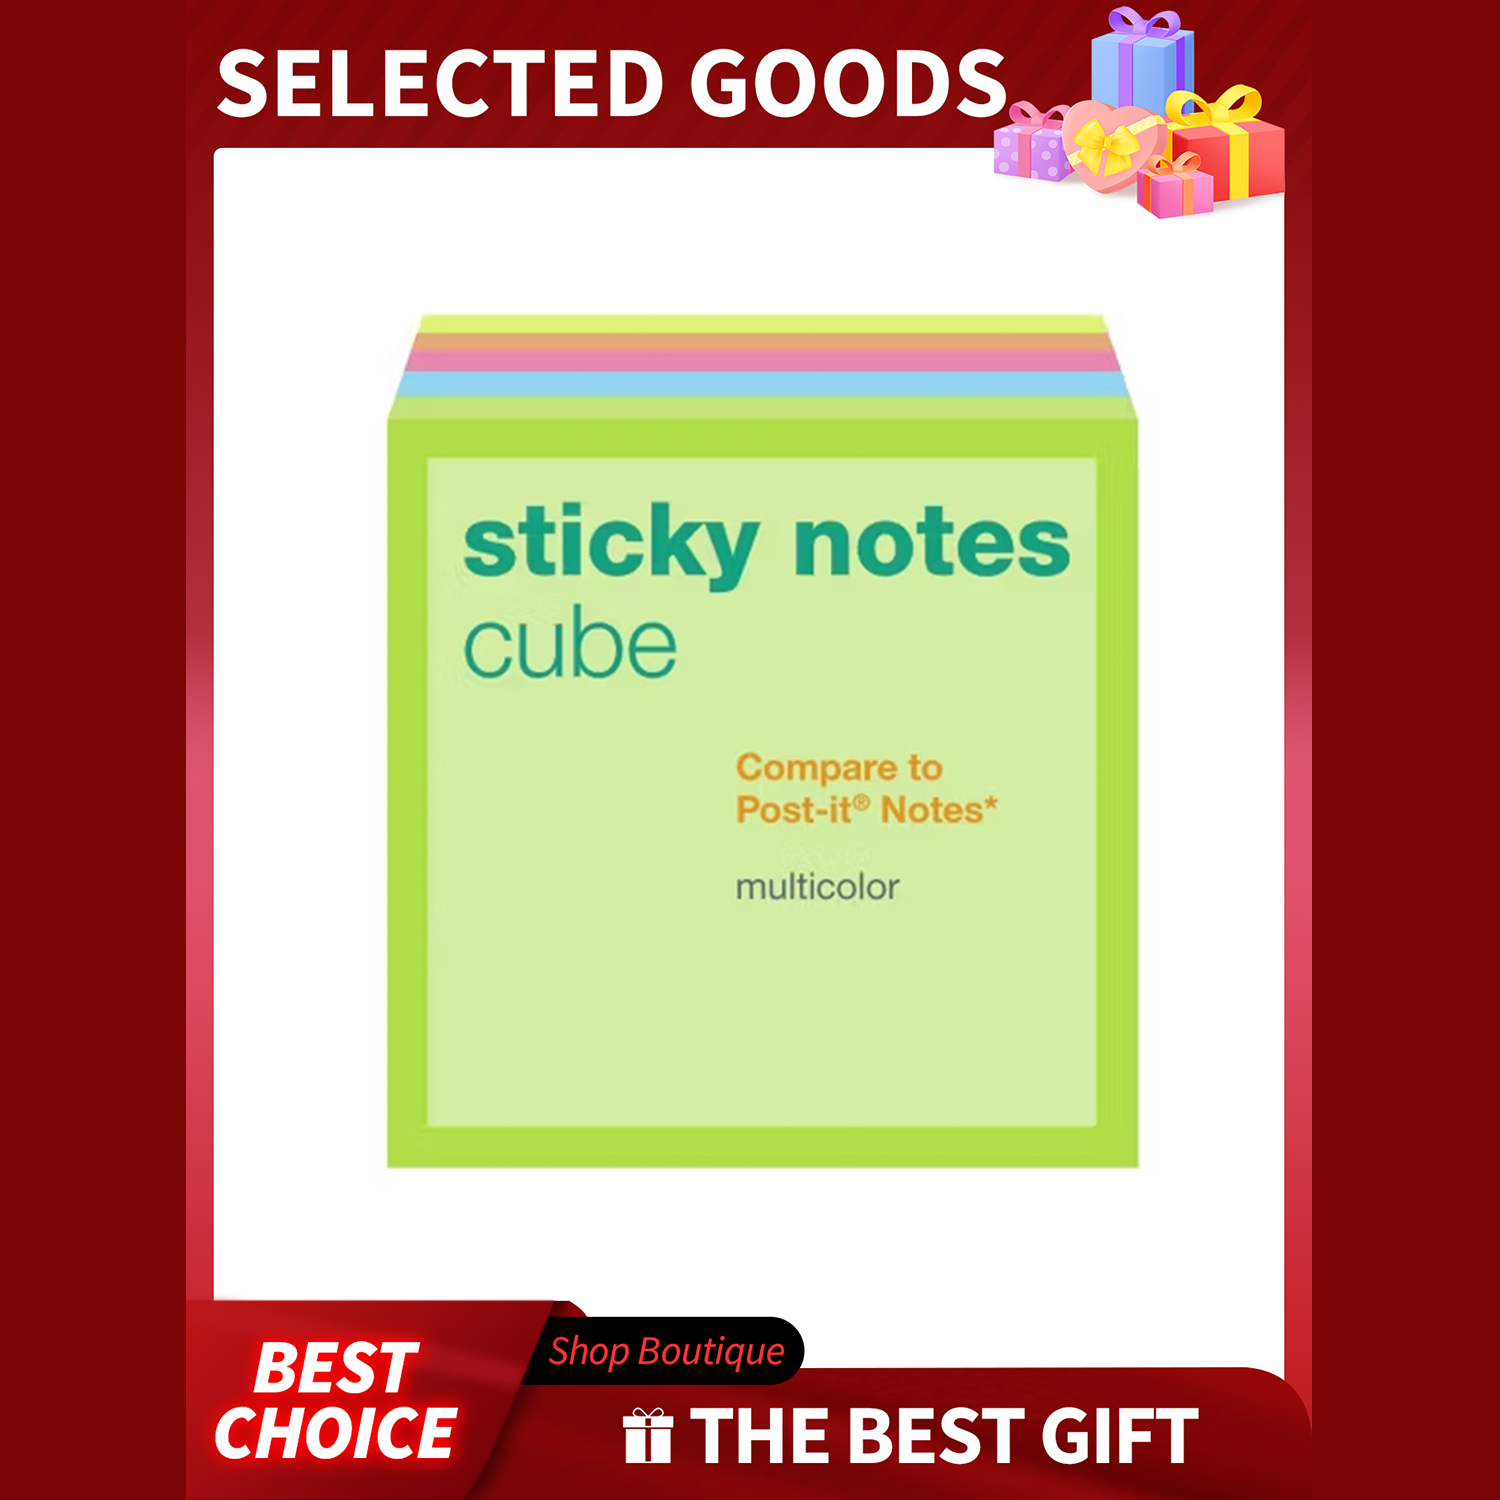 SELECTED GOODS
sticky notes
cube
Compare to
Post-it® Notes*
multicolor
BEST
CHOICE
Shop Boutique
THE BEST GIFT